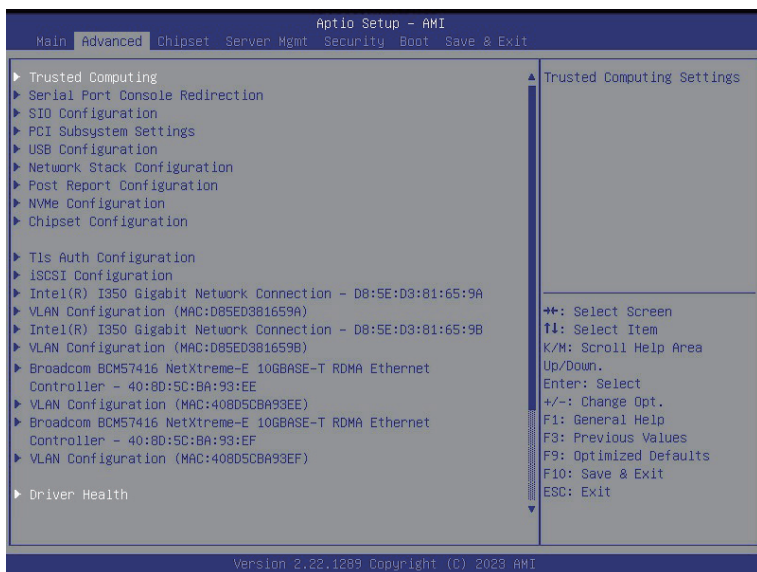 Aptio Setup – AMI
Main Advanced Chipset Server Mgmt Security Boot Save & Exit
Trusted Computing
Serial Port Console Redirection
SIO Configuration
PCI Subsystem Settings
USB Configuration
Network Stack Configuration
Post Report Configuration
NVMe Configuration
Chipset Configuration
Tls Auth Configuration
iSCSI Configuration
Intel(R) I350 Gigabit Network Connection – D8:5E:D3:81:65:9A
VLAN Configuration (MAC:D85ED381659A)
Intel(R) I350 Gigabit Network Connection – D8:5E:D3:81:65:9B
VLAN Configuration (MAC:D85ED381659B)
Broadcom BCM57416 NetXtreme-E 10GBASE-T RDMA Ethernet
Controller – 40:8D:5C:BA:93:EE
VLAN Configuration (MAC:408D5CBA93EE)
Broadcom BCM57416 NetXtreme-E 10GBASE-T RDMA Ethernet
Controller – 40:8D:5C:BA:93:EF
VLAN Configuration (MAC:408D5CBA93EF)
Driver Health
Trusted Computing Settings
→←: Select Screen
↑↓: Select Item
K/M: Scroll Help Area
Up/Down.
Enter: Select
+/-: Change Opt.
F1: General Help
F3: Previous Values
F9: Optimized Defaults
F10: Save & Exit
ESC: Exit
Version 2.22.1289 Copyright (C) 2023 AMI